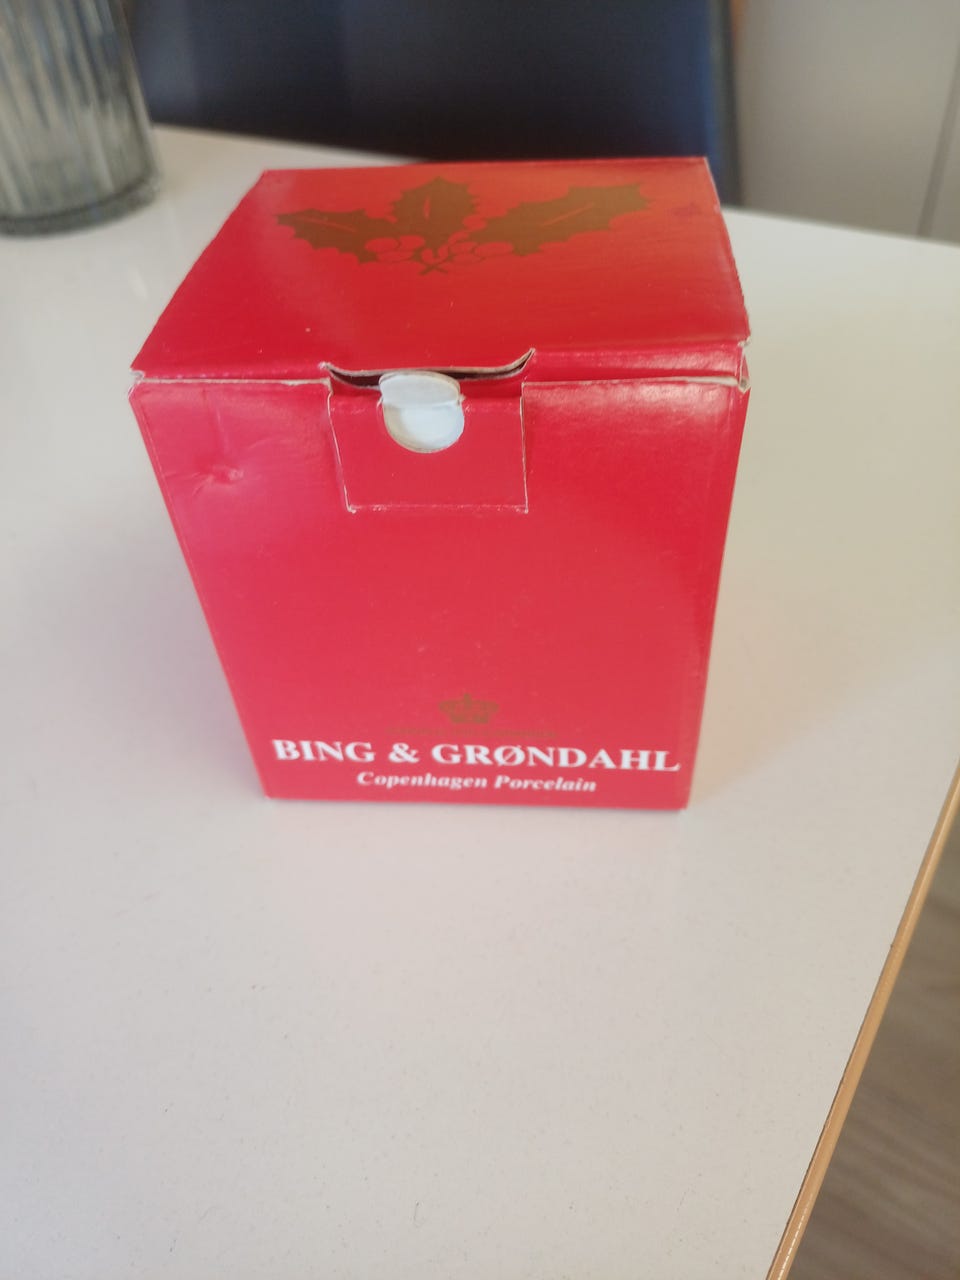 BING & GRØNDAHL
Copenhagen Porcelain